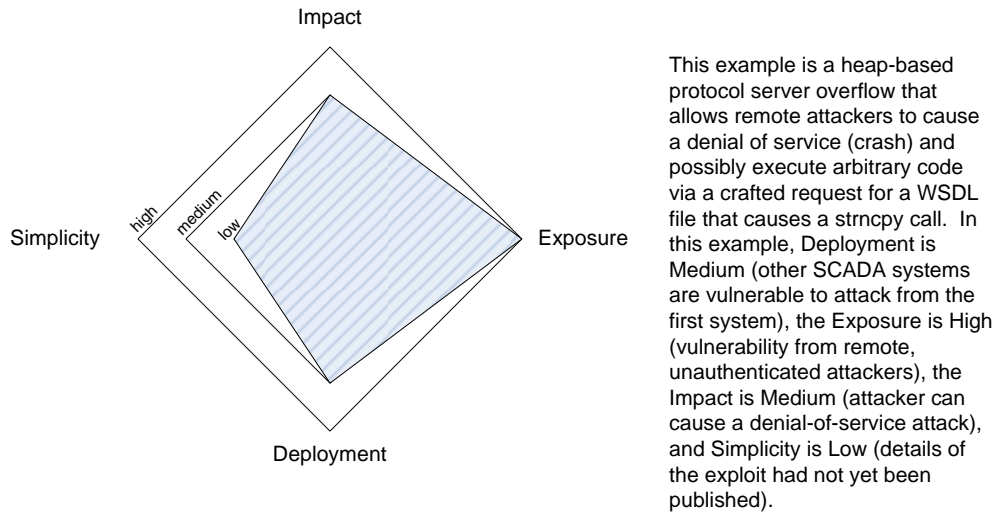 Impact
high
medium
low
Simplicity
Exposure
Deployment
This example is a heap-based
protocol server overflow that
allows remote attackers to cause
a denial of service (crash) and
possibly execute arbitrary code
via a crafted request for a WSDL
file that causes a strncpy call.  In
this example, Deployment is
Medium (other SCADA systems
are vulnerable to attack from the
first system), the Exposure is High
(vulnerability from remote,
unauthenticated attackers), the
Impact is Medium (attacker can
cause a denial-of-service attack),
and Simplicity is Low (details of
the exploit had not yet been
published).